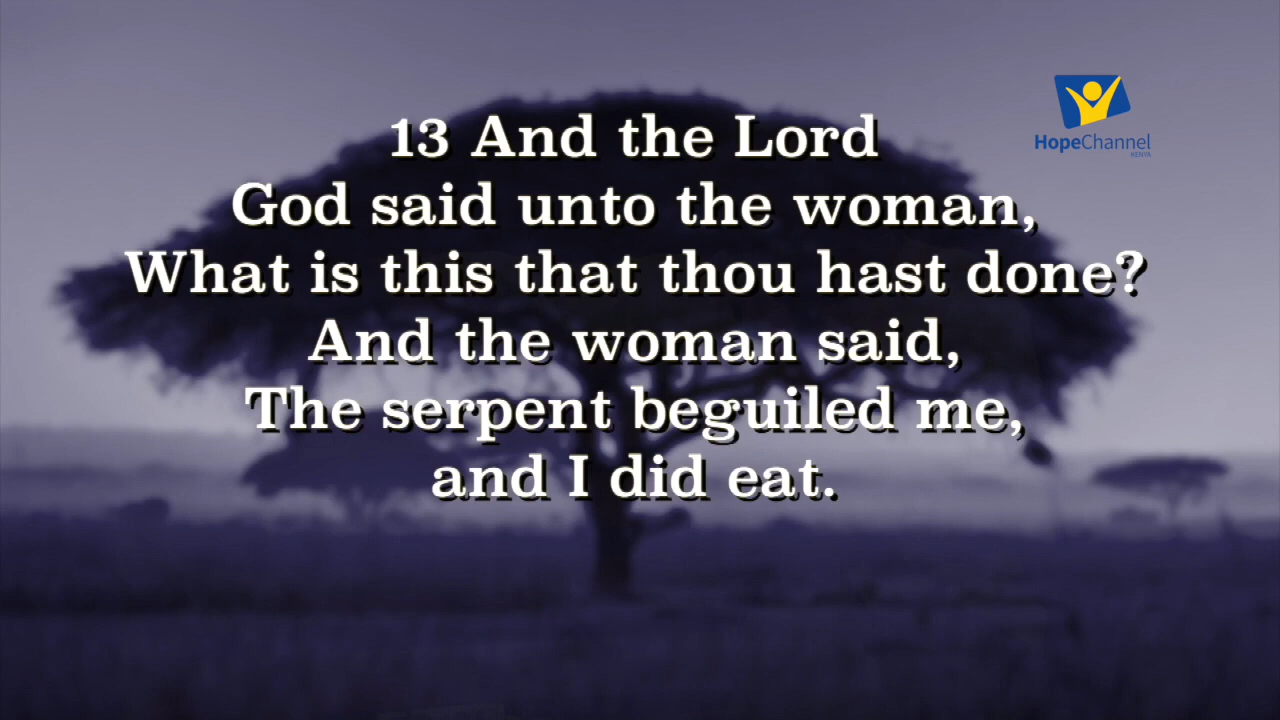 13 And the Lord
God said unto the woman,
What is this that thou hast done?
And the woman said,
The serpent beguiled me,
and I did eat.
HopeChannel
KENYA